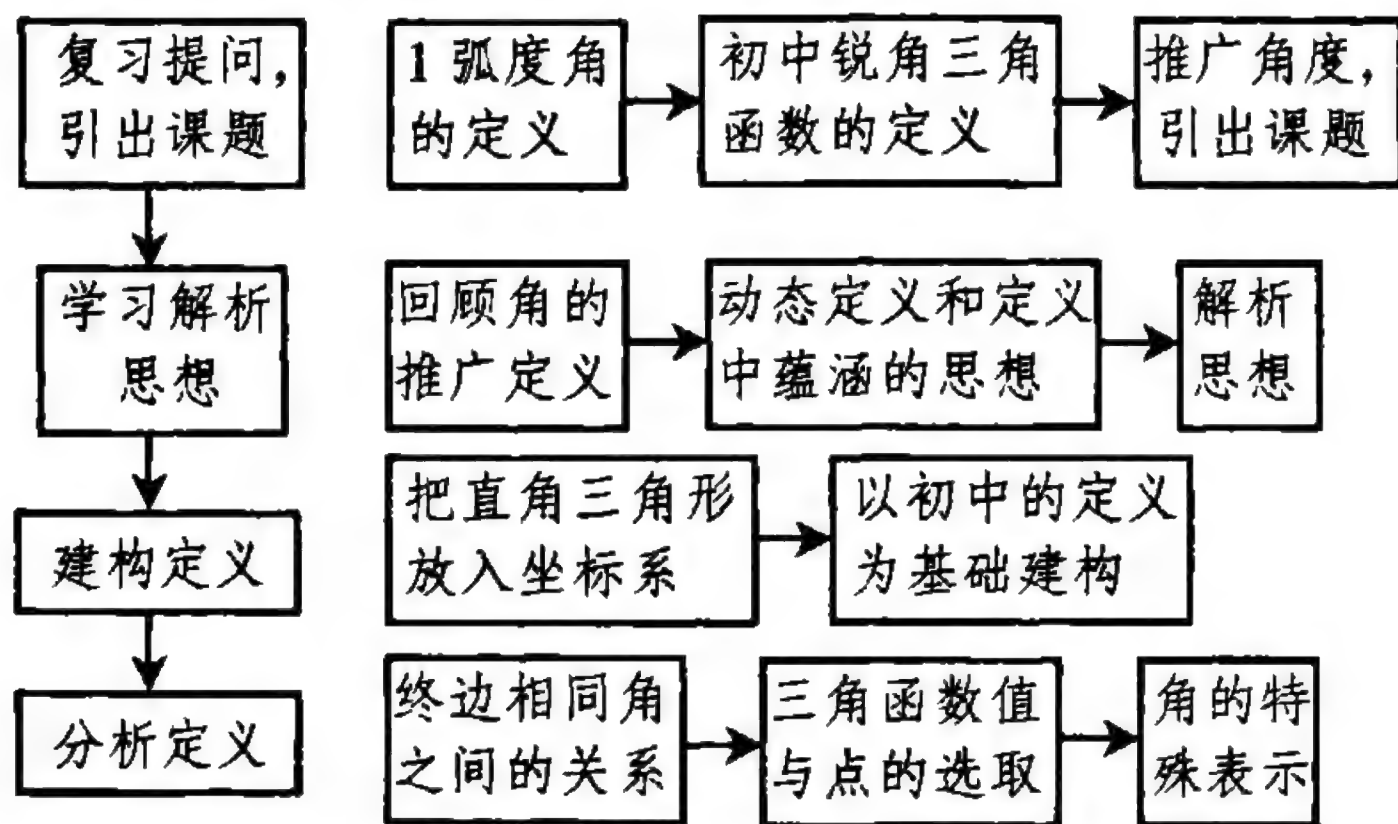 复习提问,
引出课题
1弧度角
的定义
初中锐角三角
函数的定义
推广角度,
引出课题
学习解析
思想
回顾角的
推广定义
动态定义和定义
中蕴涵的思想
解析
思想
建构定义
把直角三角形
放入坐标系
以初中的定义
为基础建构
分析定义
终边相同角
之间的关系
三角函数值
与点的选取
角的特
殊表示